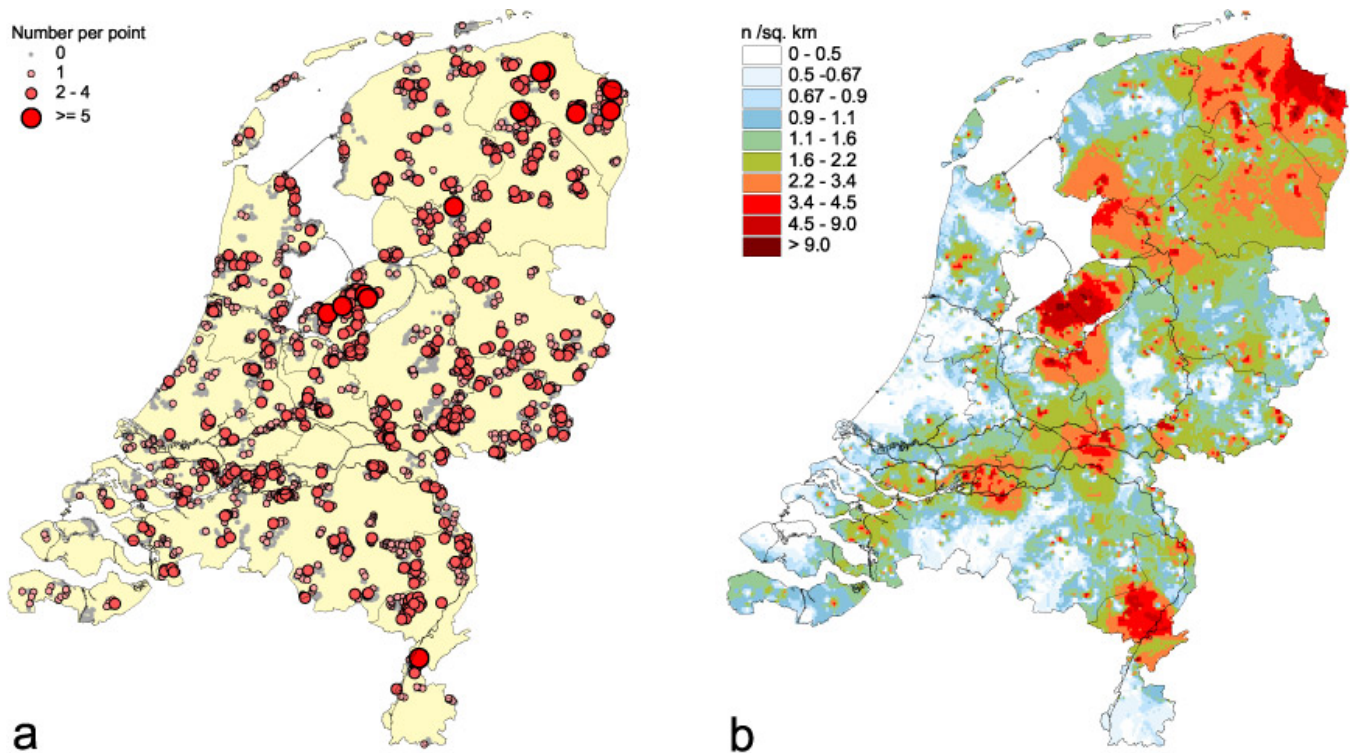 Number per point
0
1
2 - 4
>= 5
a
n /sq. km
0 - 0.5
0.5 -0.67
0.67 - 0.9
0.9 - 1.1
1.1 - 1.6
1.6 - 2.2
2.2 - 3.4
3.4 - 4.5
4.5 - 9.0
> 9.0
b